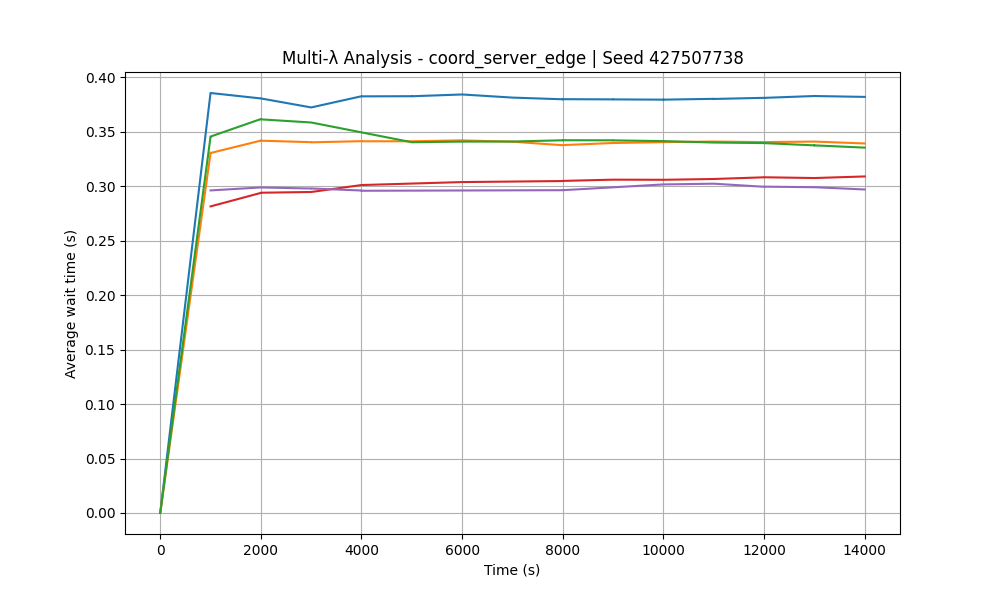 Multi-λ Analysis - coord_server_edge | Seed 427507738
0.40
0.35
0.30
0.25
0.20
0.15
0.10
0.05
0.00
Average wait time (s)
0 2000 4000 6000 8000 10000 12000 14000
Time (s)